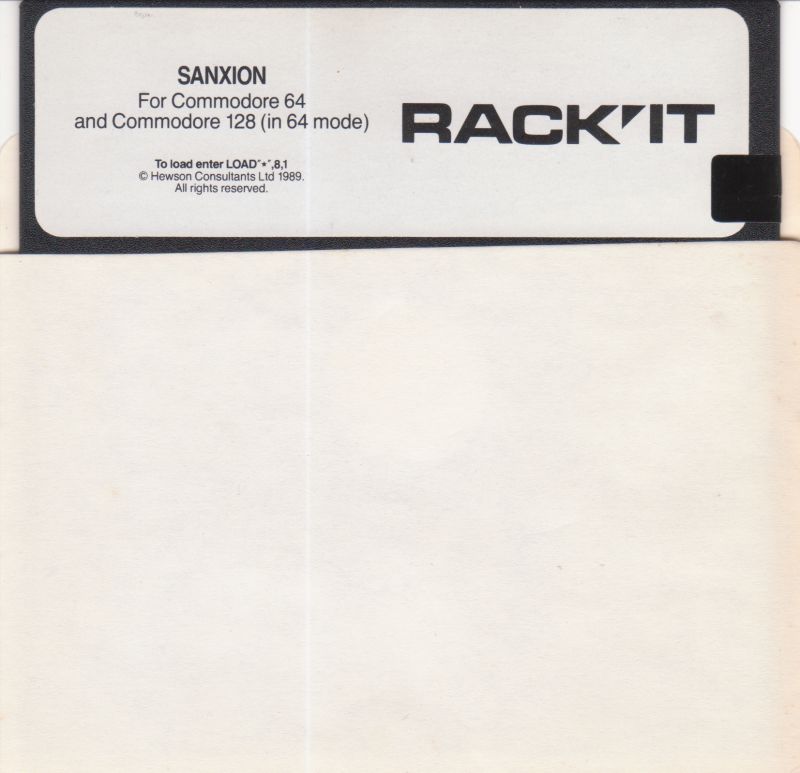 SANXION
For Commodore 64
and Commodore 128 (in 64 mode)
To load enter LOAD"*",8,1
© Hewson Consultants Ltd 1989.
All rights reserved.
RACK'IT